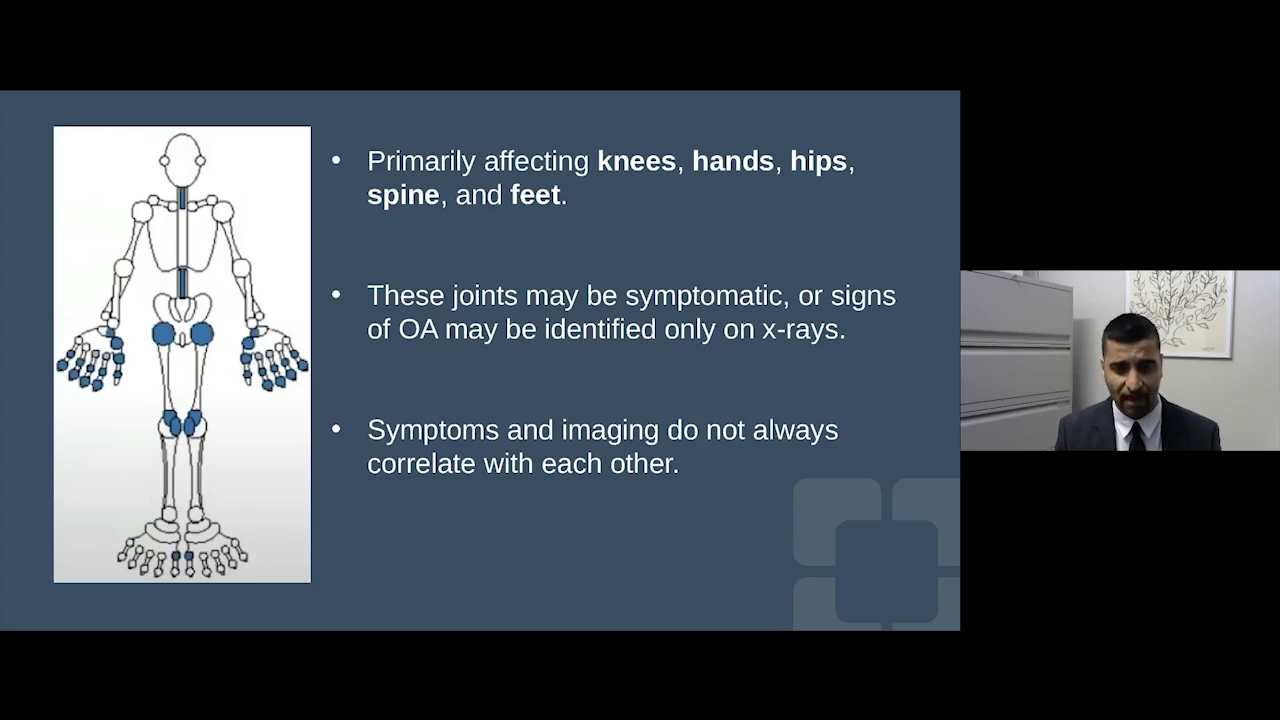 • Primarily affecting knees, hands, hips,
spine, and feet.
• These joints may be symptomatic, or signs
of OA may be identified only on x-rays.
• Symptoms and imaging do not always
correlate with each other.